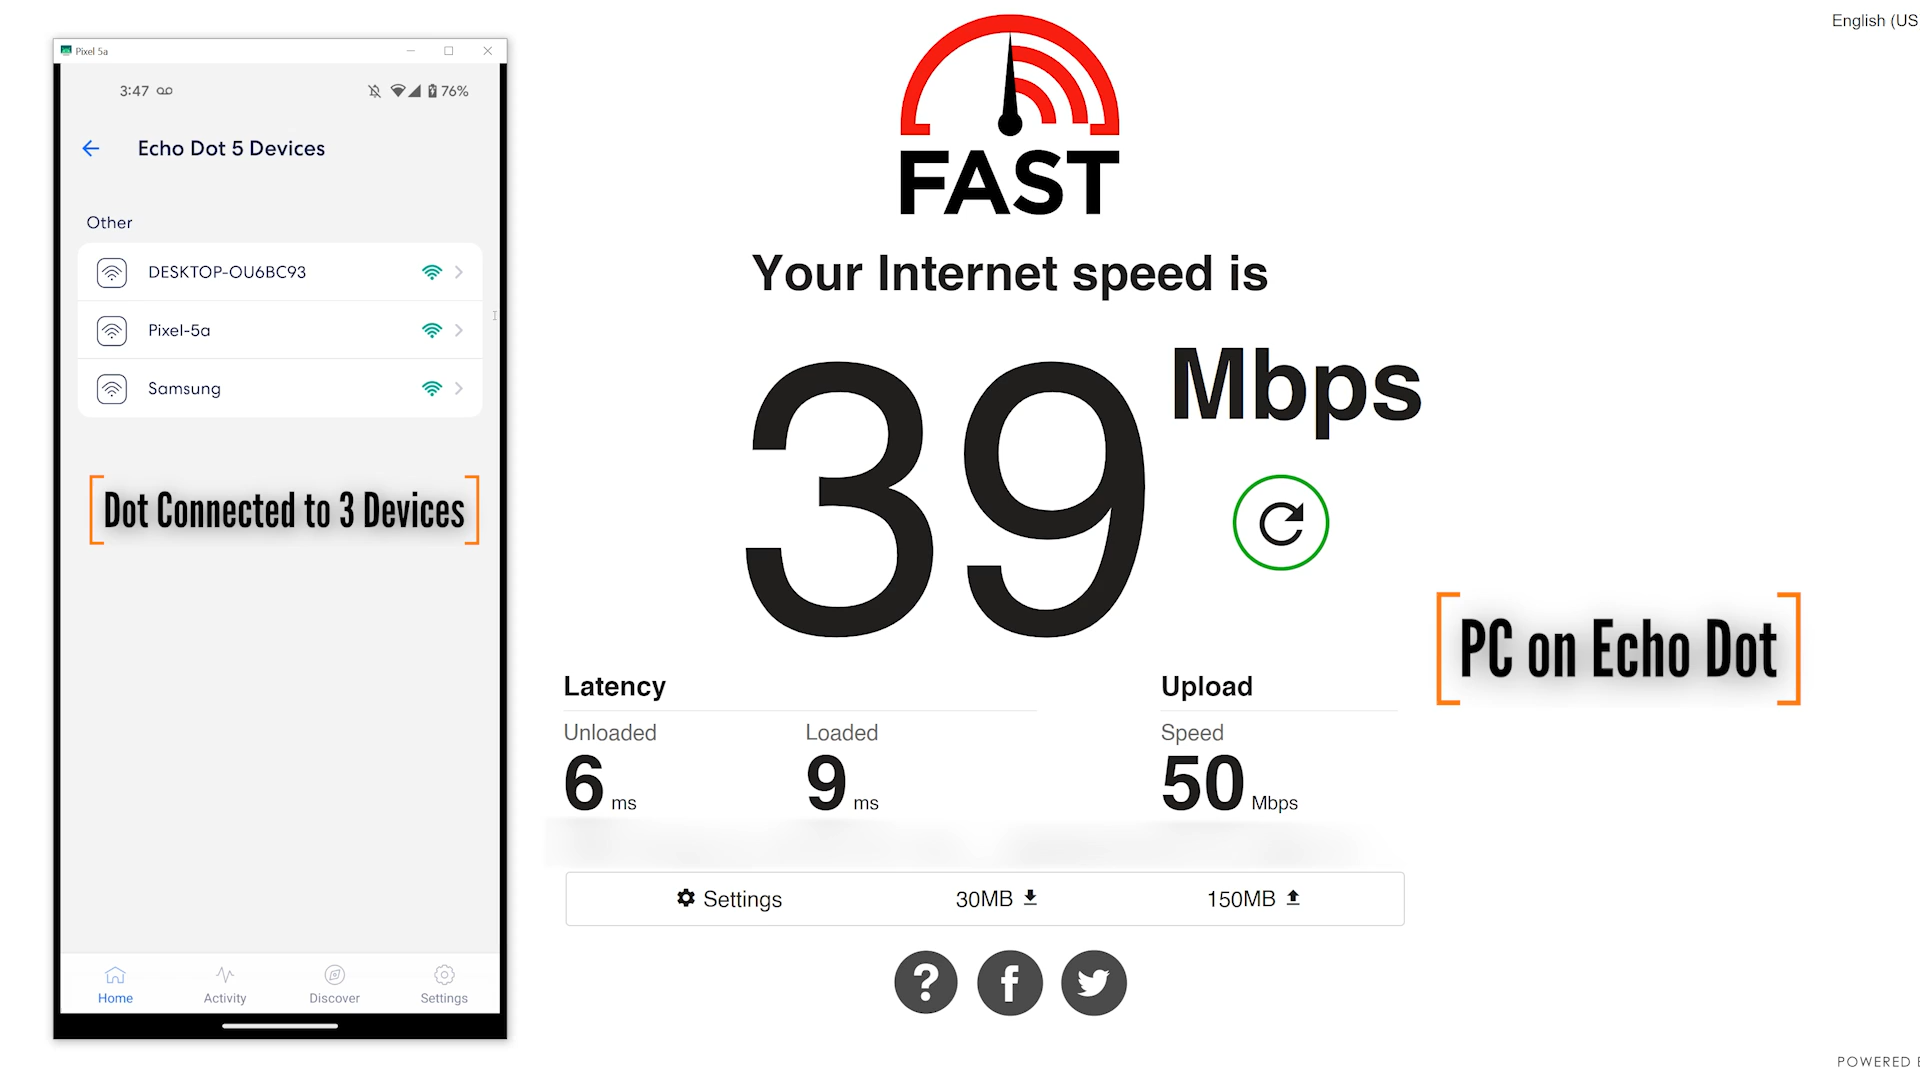 Pixel 5a
3:47
76%
Echo Dot 5 Devices
Other
DESKTOP-OU6BC93
Pixel-5a
Samsung
Dot Connected to 3 Devices
Home
Activity
Discover
Settings
English (US
FAST
Your Internet speed is
39 Mbps
PC on Echo Dot
Latency
Upload
Unloaded
Loaded
Speed
6 ms
9 ms
50 Mbps
Settings
30MB
150MB
POWERED